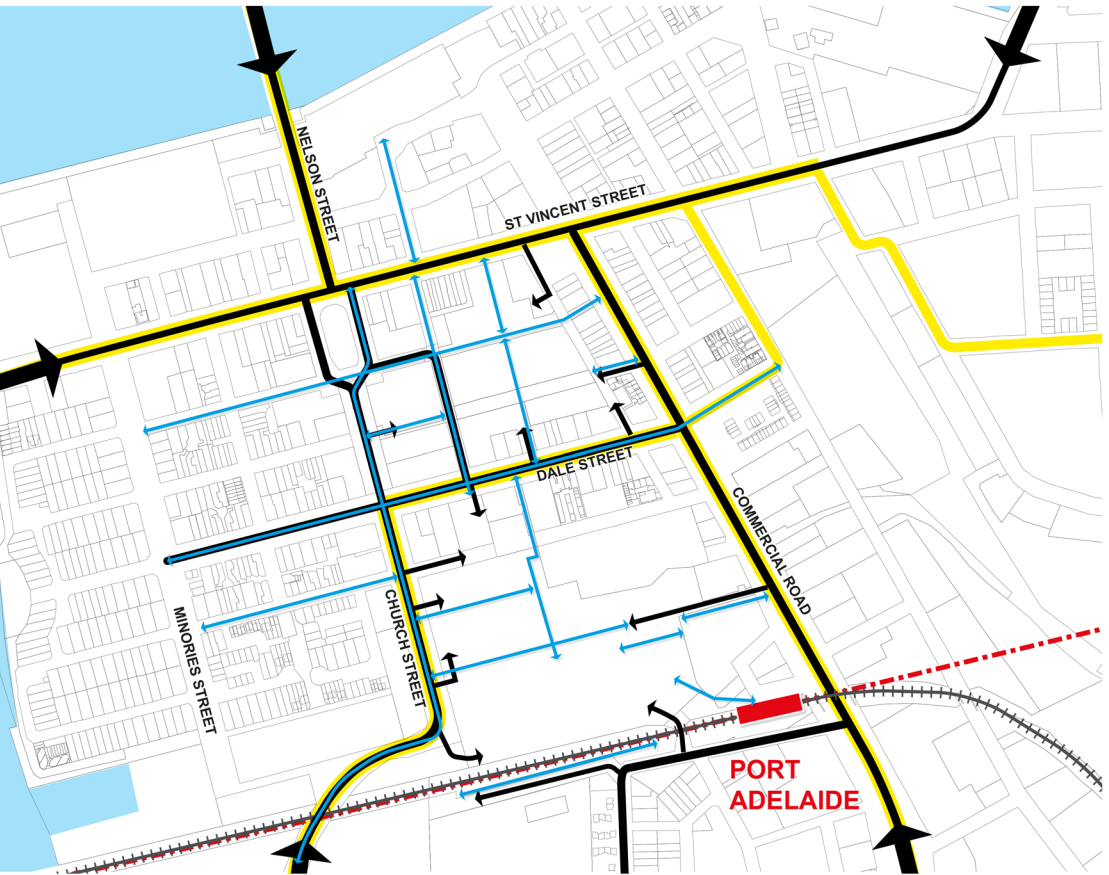 NELSON STREET
ST VINCENT STREET
DALE STREET
COMMERCIAL ROAD
CHURCH STREET
MINORIES STREET
PORT
ADELAIDE